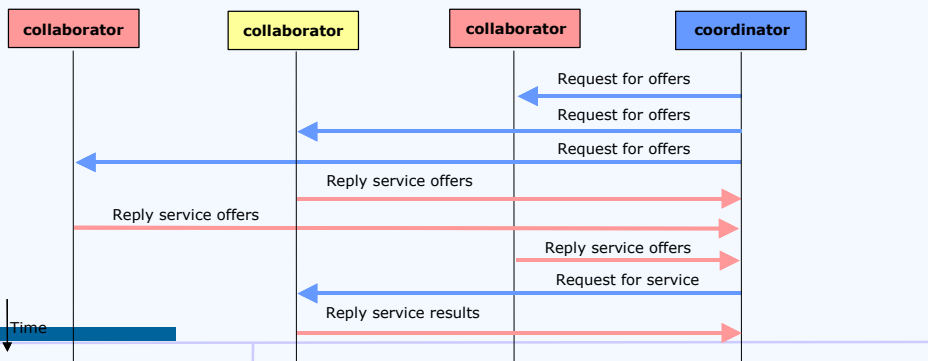 collaborator
collaborator
collaborator
coordinator
Request for offers
Request for offers
Request for offers
Reply service offers
Reply service offers
Reply service offers
Request for service
Reply service results
Time